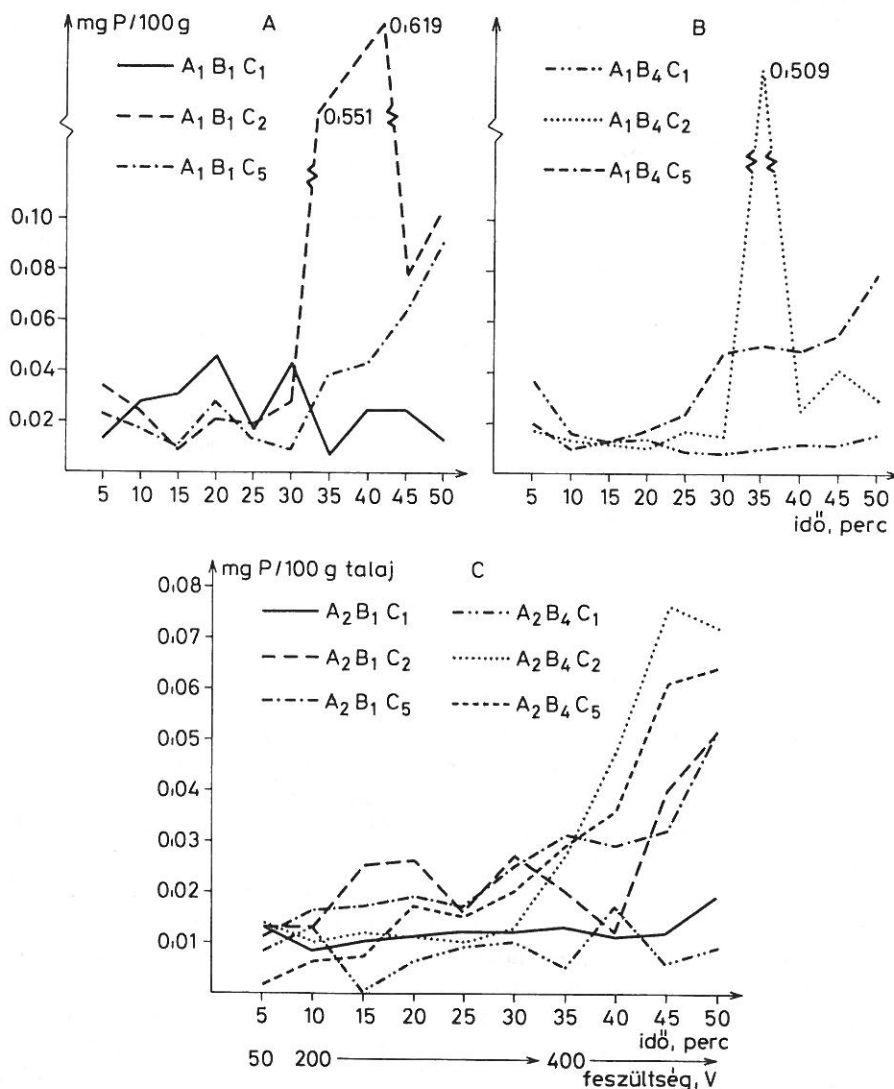 mg P/100 g A
0,619
A₁ B₁ C₁
A₁ B₁ C₂
0,551
A₁ B₁ C₅
0,10
0,08
0,06
0,04
0,02
5 10 15 20 25 30 35 40 45 50
B
A₁ B₄ C₁
0,509
A₁ B₄ C₂
A₁ B₄ C₅
5 10 15 20 25 30 35 40 45 50
idő, perc
mg P/100 g talaj C
0,08
A₂ B₁ C₁ A₂ B₄ C₁
0,07
A₂ B₁ C₂ A₂ B₄ C₂
0,06
A₂ B₁ C₅ A₂ B₄ C₅
0,05
0,04
0,03
0,02
0,01
5 10 15 20 25 30 35 40 45 50
idő, perc
50 200 400
feszültség, V